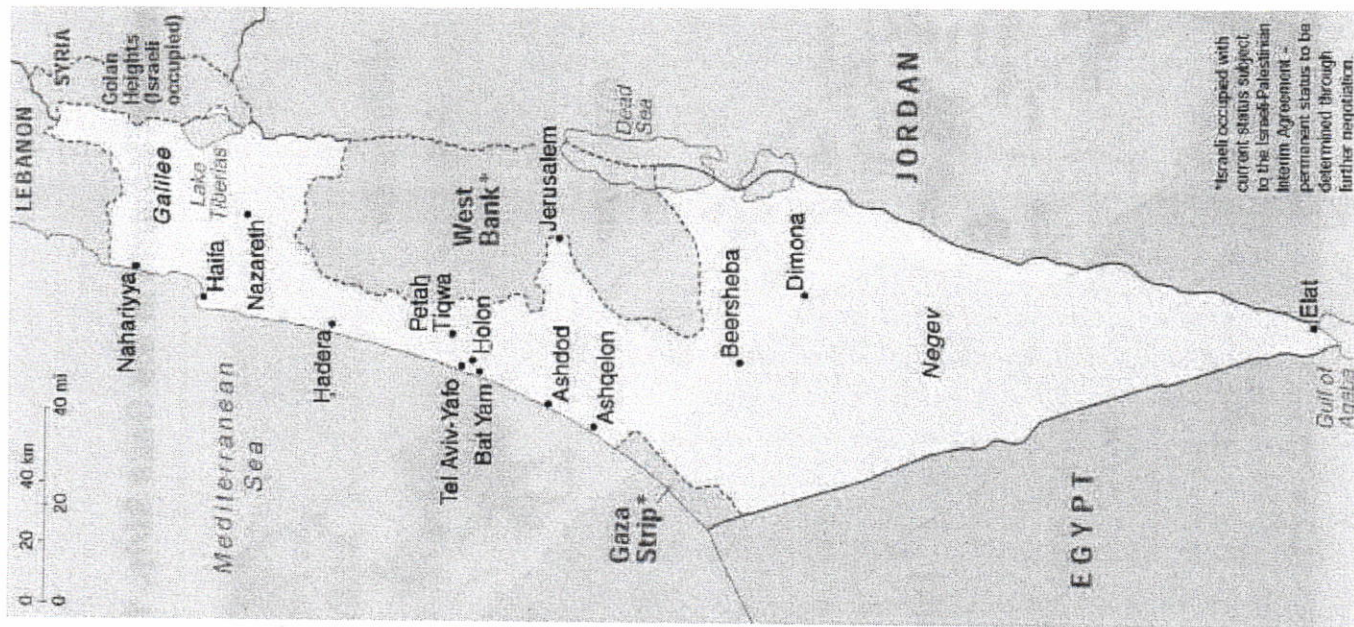 0 20 40 km
0 20 40 mi
LEBANON
SYRIA
Golan
Heights
(Israeli
occupied)
Nahariyya
Galilee
Lake
Tiberias
Haifa
Nazareth
Mediterranean
Sea
Hadera
West
Bank*
Petah
Tiqwa
Tel Aviv-Yafo
Holon
Bat Yam
Jerusalem
Ashdod
Dead
Sea
Ashqelon
Gaza
Strip*
Beersheba
Dimona
JORDAN
Negev
EGYPT
Elat
Gulf of
Aqaba
*Israeli occupied with
current status subject
to the Israeli-Palestinian
Interim Agreement -
permanent status to be
determined through
further negotiation.